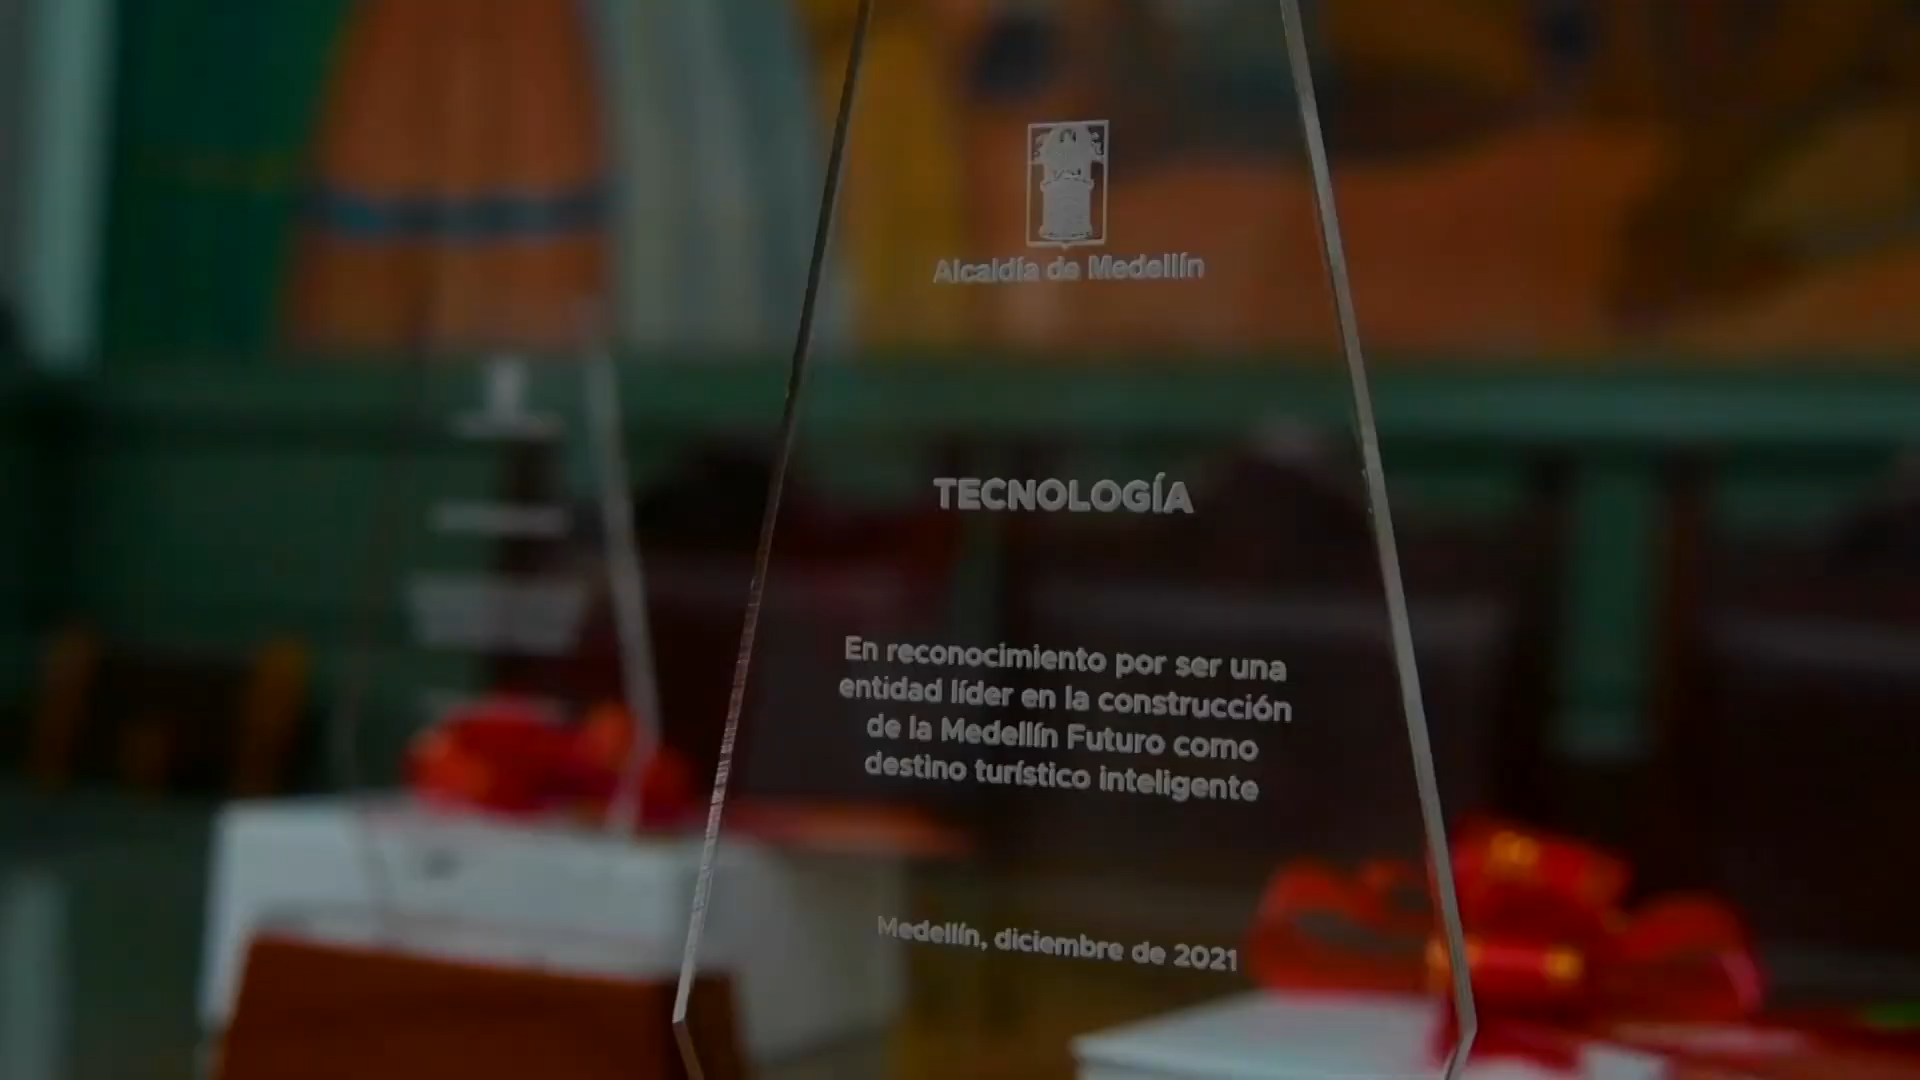 Alcaldía de Medellín
TECNOLOGÍA
En reconocimiento por ser una
entidad líder en la construcción
de la Medellín Futuro como
destino turístico inteligente
Medellín, diciembre de 2021